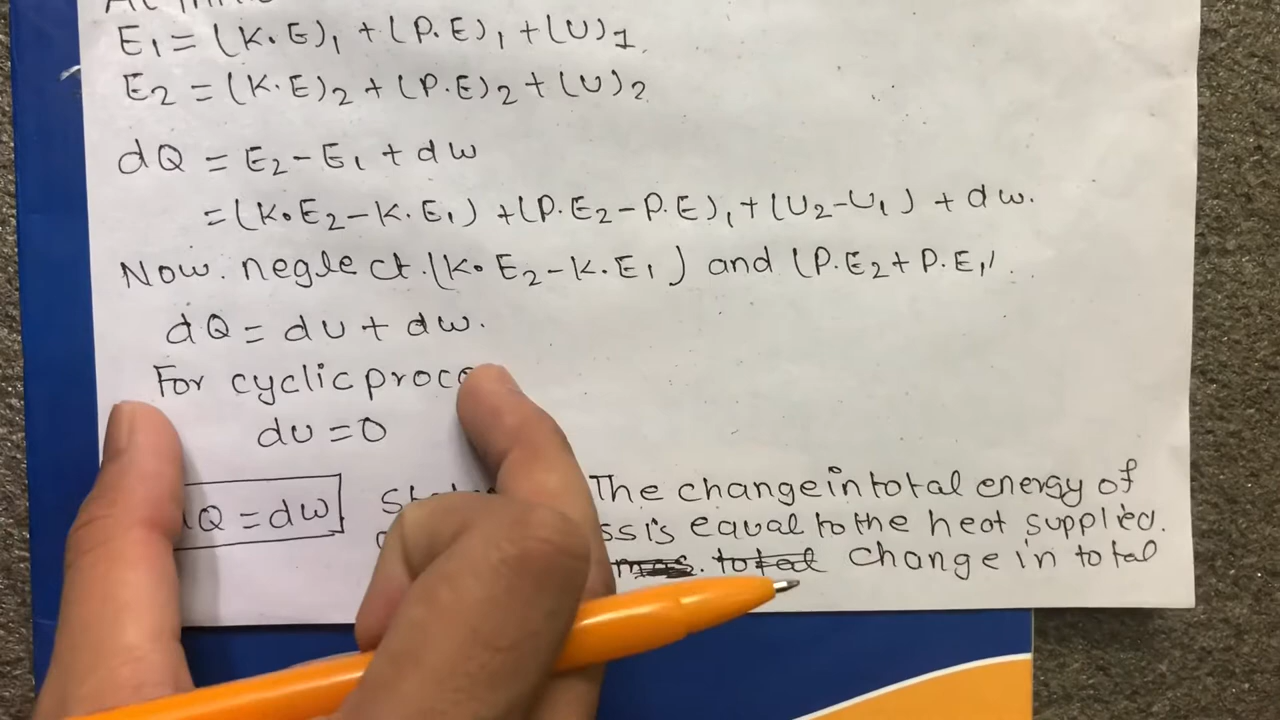 E1 = (K.E)1 + (P.E)1 + (U)1
E2 = (K.E)2 + (P.E)2 + (U)2
dQ = E2 - E1 + dw
= (K.E2 - K.E1) + (P.E2 - P.E)1 + (U2 - U1) + dw.
Now. neglect. (K.E2 - K.E1) and (P.E2 + P.E1).
dQ = du + dw.
For cyclic
du = 0
Q = dW
The change in total energy of
is equal to the heat supplied.
total change in total